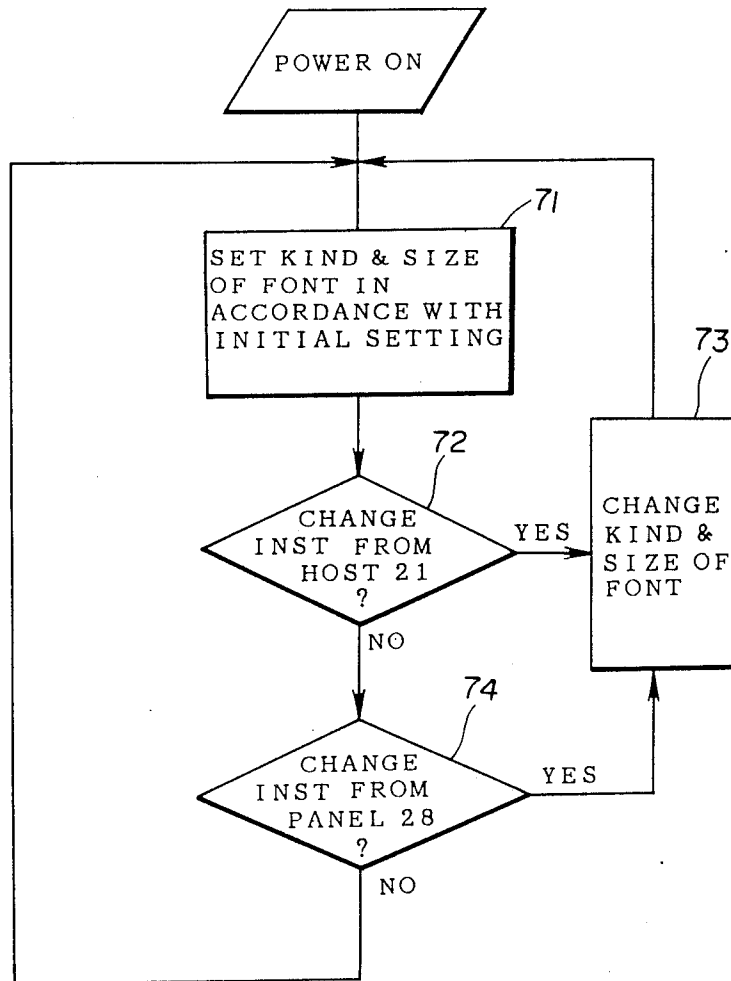 POWER ON
71
SET KIND & SIZE
OF FONT IN
ACCORDANCE WITH
INITIAL SETTING
72
CHANGE
INST FROM
HOST 21
?
YES
NO
73
CHANGE
KIND &
SIZE OF
FONT
74
CHANGE
INST FROM
PANEL 28
?
YES
NO